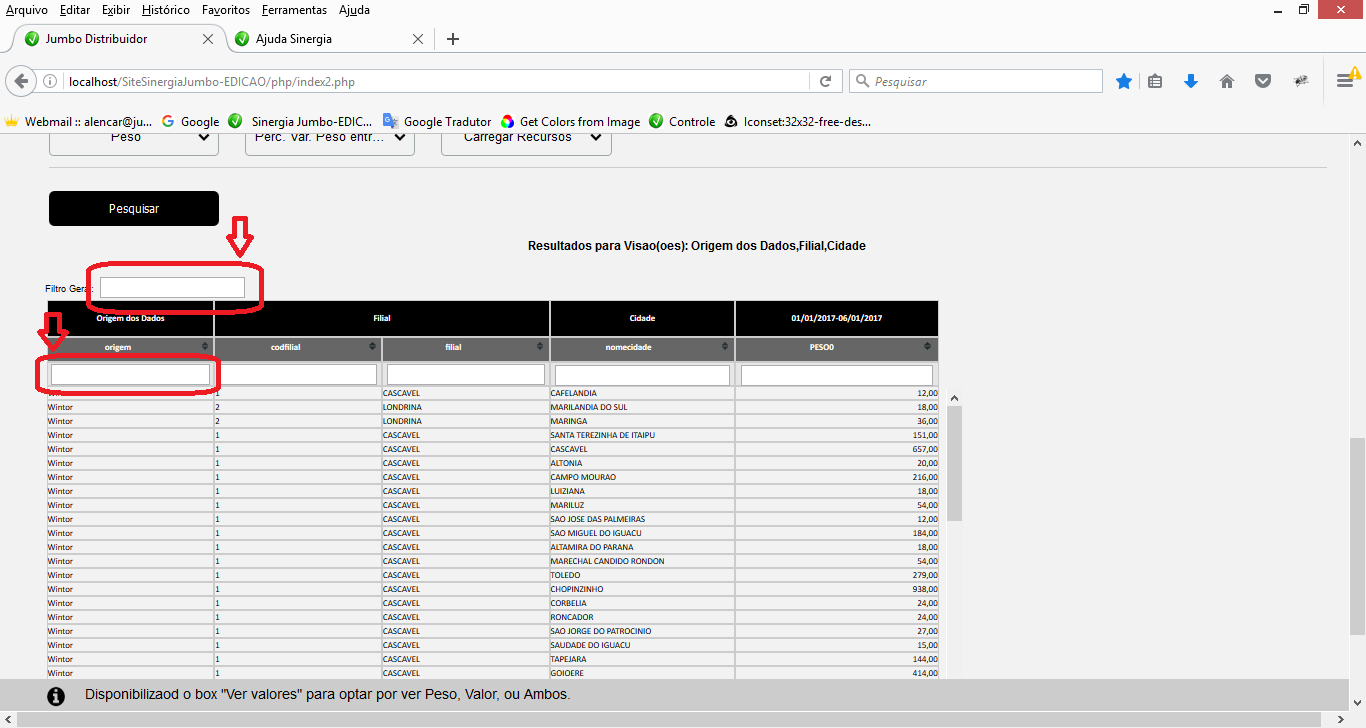 Arquivo Editar Exibir Histórico Favoritos Ferramentas Ajuda
Jumbo Distribuidor Ajuda Sinergia
localhost/SiteSinergiaJumbo-EDICAO/php/index2.php Pesquisar
Webmail :: alencar@ju... Google Sinergia Jumbo-EDIC... Google Tradutor Get Colors from Image Controle Iconset:32x32-free-des...
Peso Perc. Var. Peso entr... Carregar Recursos
Pesquisar
Resultados para Visao(oes): Origem dos Dados,Filial,Cidade
Filtro Geral:
Origem dos Dados Filial Cidade 01/01/2017-06/01/2017
origem codfilial filial nomecidade PESO0
1 CASCAVEL CAFELANDIA 12,00
Wintor 2 LONDRINA MARILANDIA DO SUL 18,00
Wintor 2 LONDRINA MARINGA 36,00
Wintor 1 CASCAVEL SANTA TEREZINHA DE ITAIPU 151,00
Wintor 1 CASCAVEL CASCAVEL 657,00
Wintor 1 CASCAVEL ALTONIA 20,00
Wintor 1 CASCAVEL CAMPO MOURAO 216,00
Wintor 1 CASCAVEL LUIZIANA 18,00
Wintor 1 CASCAVEL MARILUZ 54,00
Wintor 1 CASCAVEL SAO JOSE DAS PALMEIRAS 12,00
Wintor 1 CASCAVEL SAO MIGUEL DO IGUACU 184,00
Wintor 1 CASCAVEL ALTAMIRA DO PARANA 18,00
Wintor 1 CASCAVEL MARECHAL CANDIDO RONDON 54,00
Wintor 1 CASCAVEL TOLEDO 279,00
Wintor 1 CASCAVEL CHOPINZINHO 938,00
Wintor 1 CASCAVEL CORBELIA 24,00
Wintor 1 CASCAVEL RONCADOR 24,00
Wintor 1 CASCAVEL SAO JORGE DO PATROCINIO 27,00
Wintor 1 CASCAVEL SAUDADE DO IGUACU 15,00
Wintor 1 CASCAVEL TAPEJARA 144,00
Wintor 1 CASCAVEL GOIOERE 414,00
Disponibilizaod o box "Ver valores" para optar por ver Peso, Valor, ou Ambos.